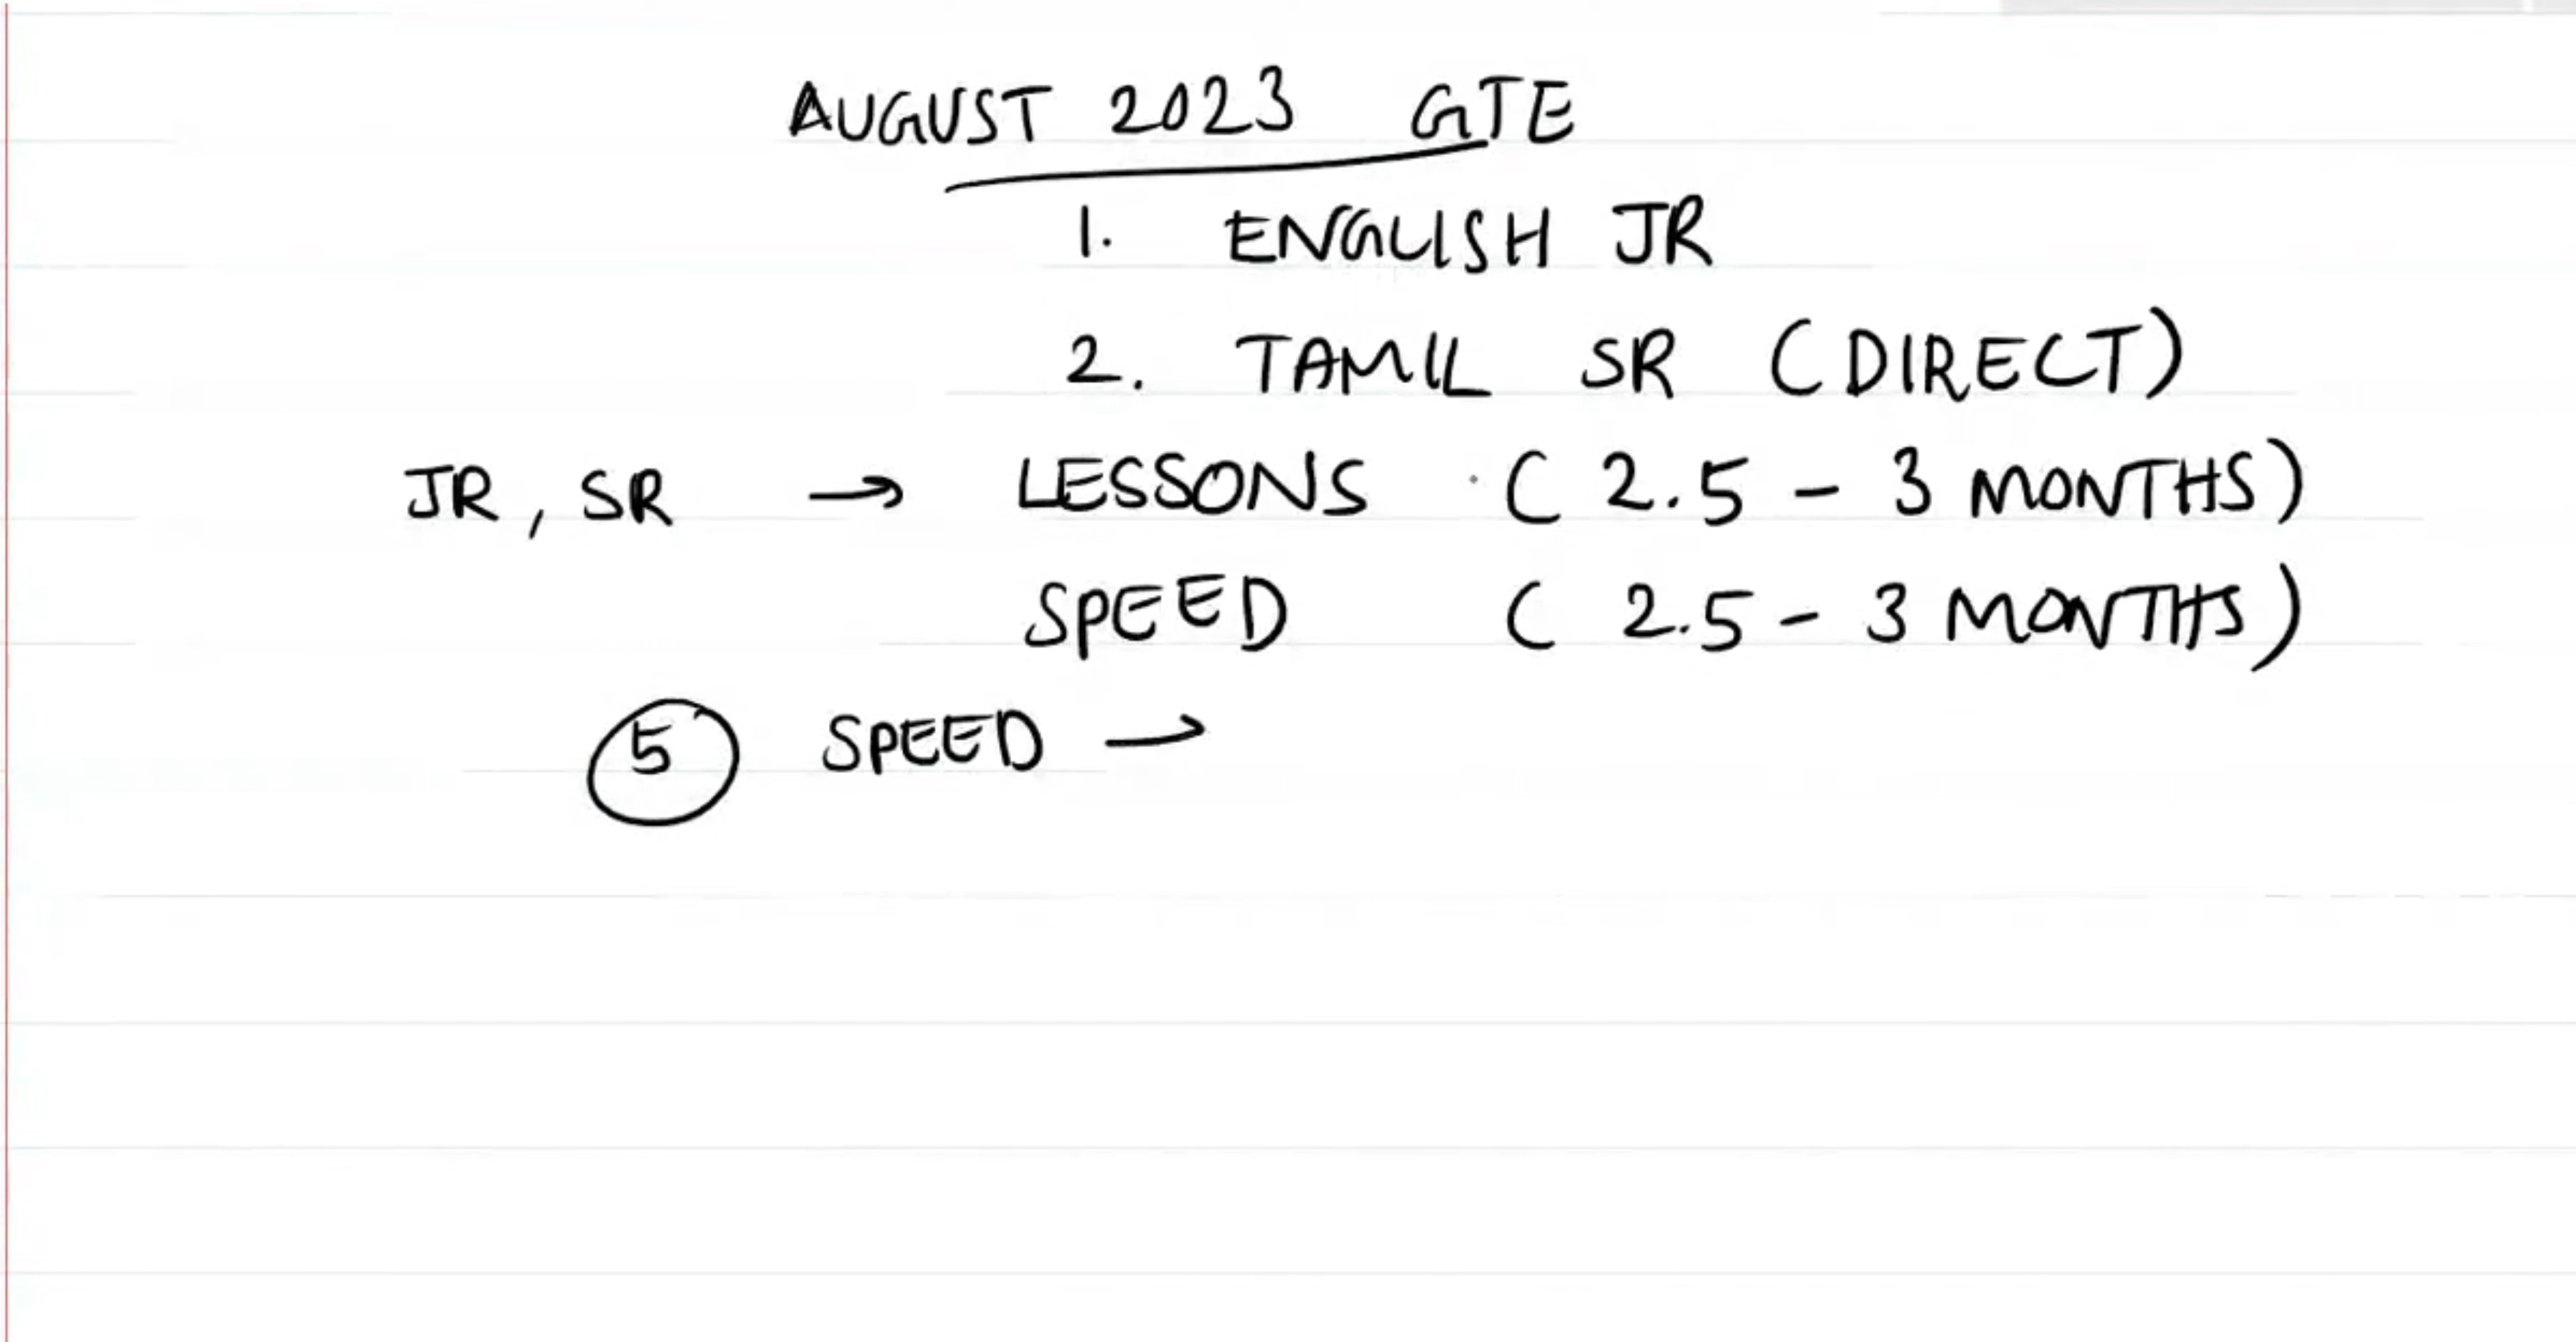 AUGUST 2023 GTE
1. ENGLISH JR
2. TAMIL SR (DIRECT)
JR, SR → LESSONS (2.5 - 3 MONTHS)
SPEED (2.5 - 3 MONTHS)
5 SPEED →